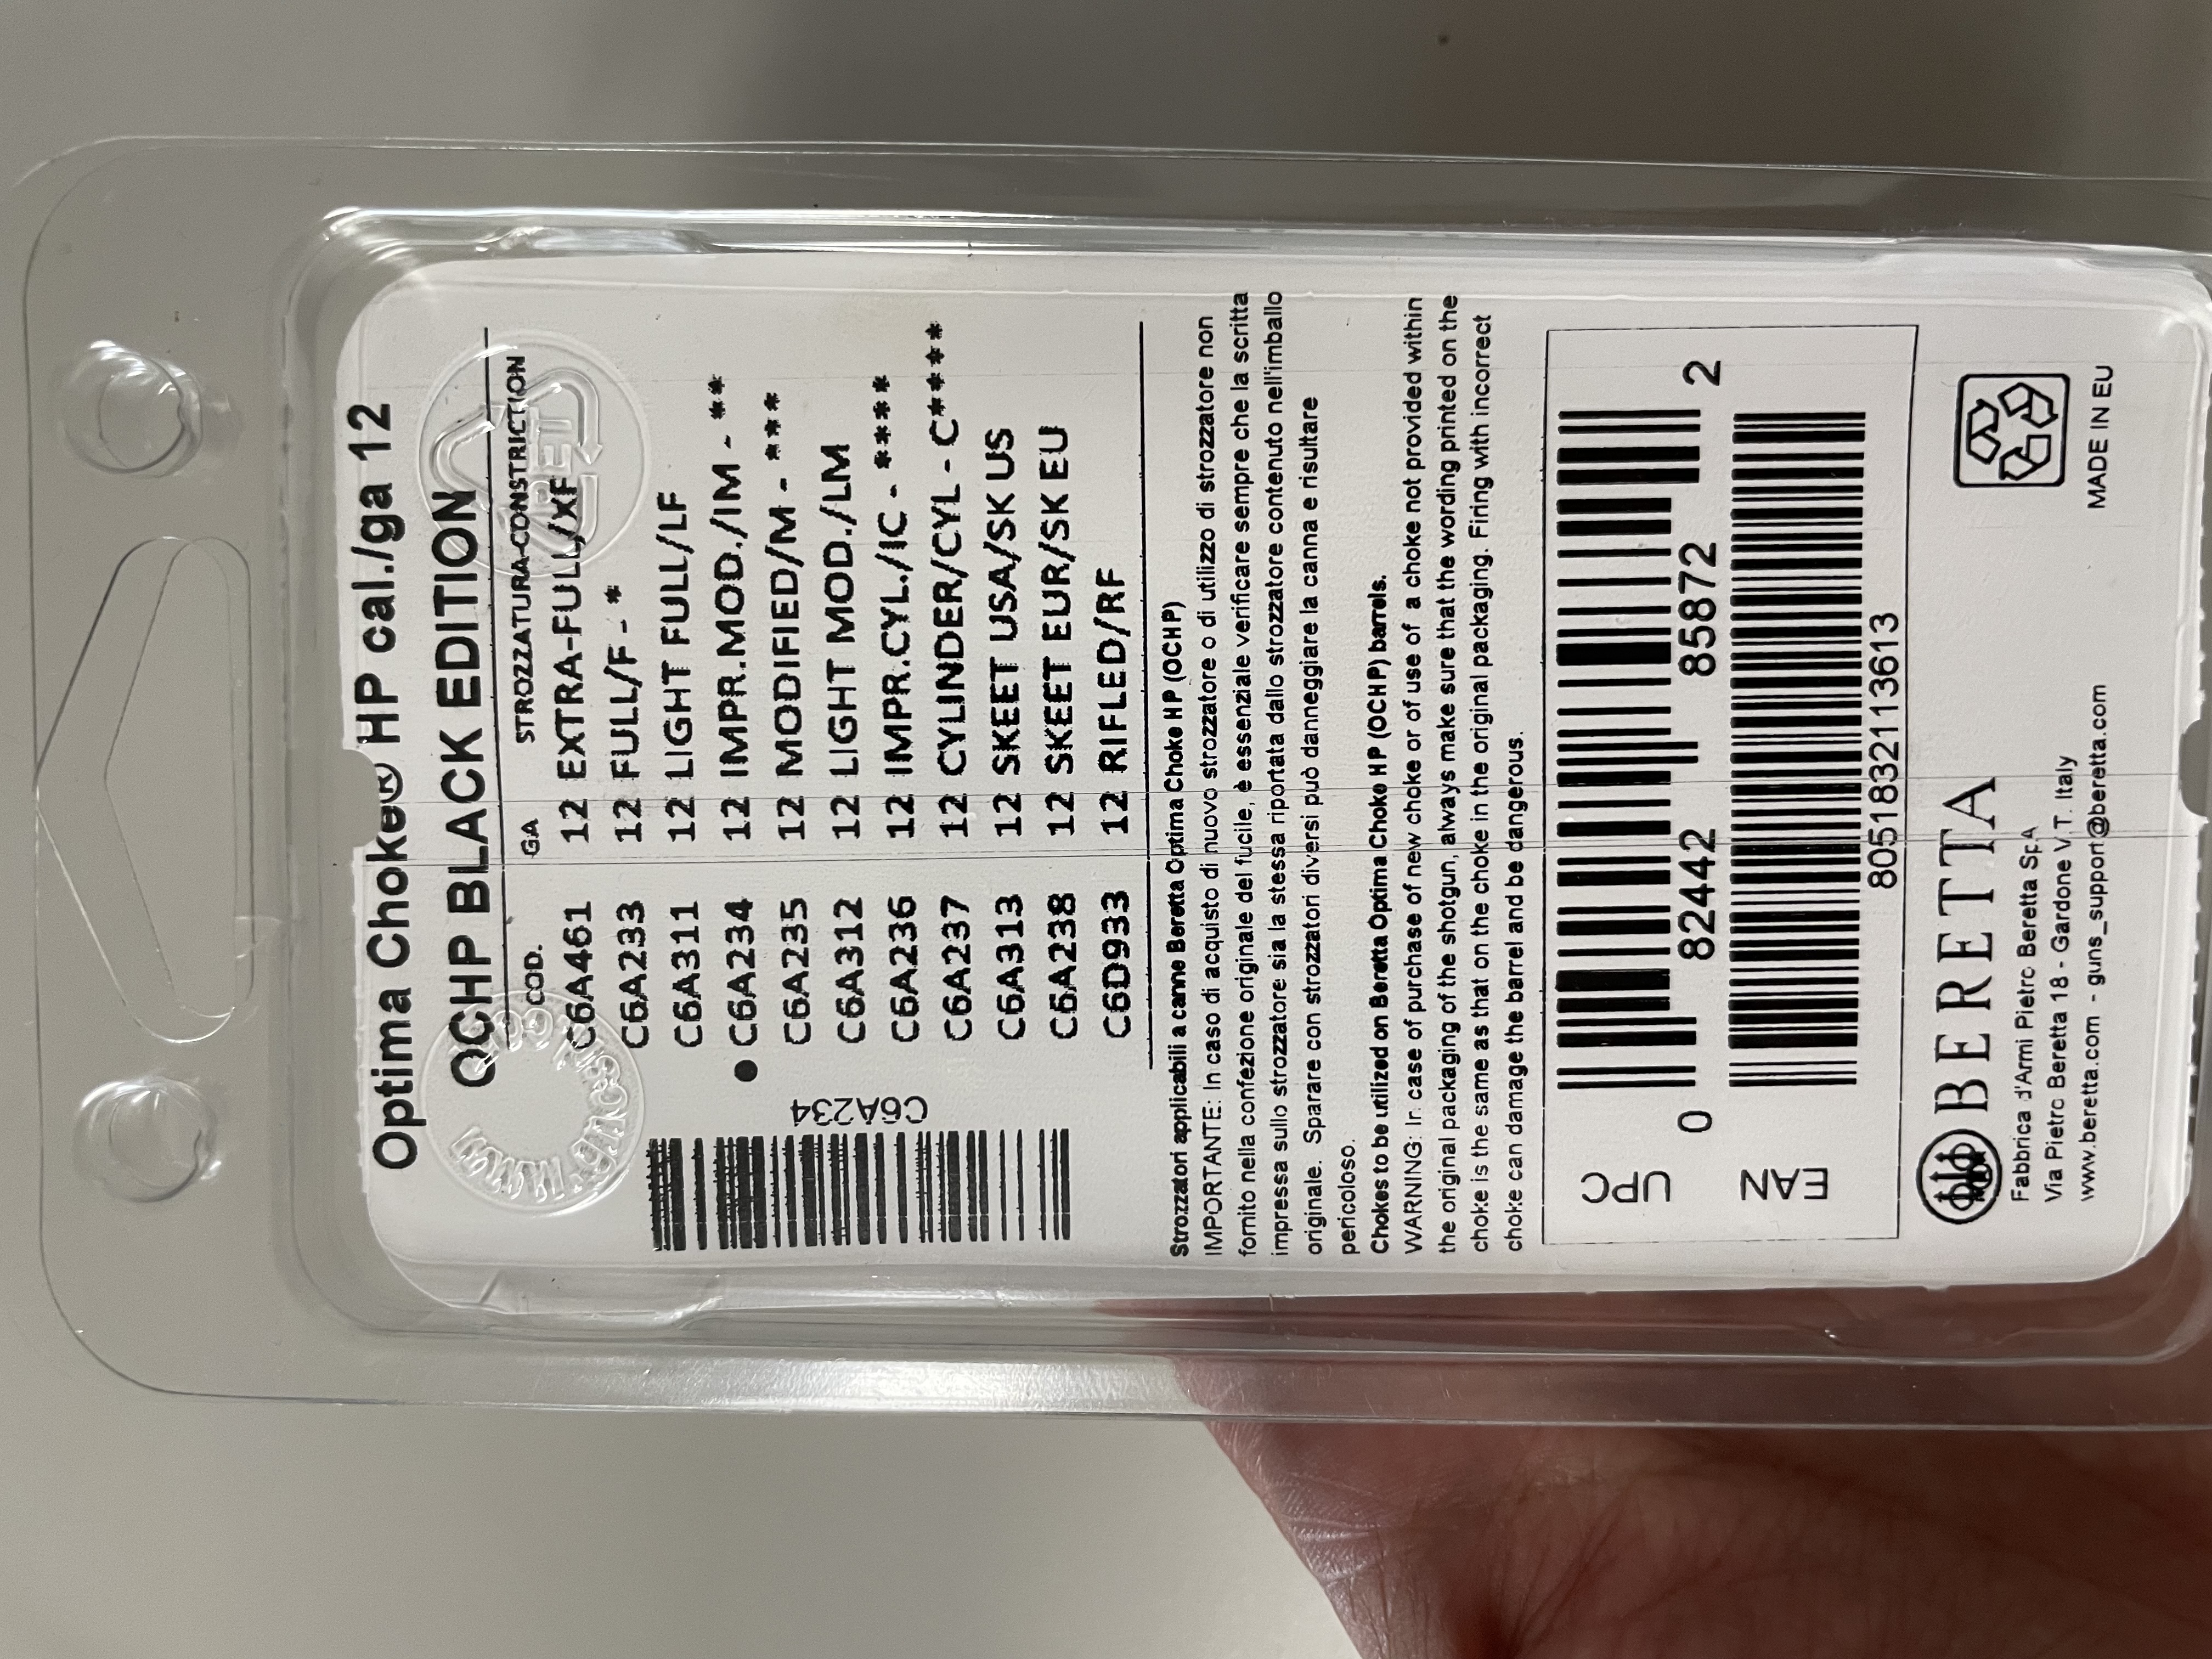 Optima Choke® HP cal./ga 12
OCHP BLACK EDITION
COD. GA STROZZATURA-CONSTRICTION
C6A461 12 EXTRA-FULL/XF
C6A233 12 FULL/F - *
C6A311 12 LIGHT FULL/LF
● C6A234 12 IMPR.MOD./IM - **
C6A235 12 MODIFIED/M - ***
C6A312 12 LIGHT MOD./LM
C6A236 12 IMPR.CYL./IC - ****
C6A237 12 CYLINDER/CYL - C*****
C6A313 12 SKEET USA/SK US
C6A238 12 SKEET EUR/SK EU
C6D933 12 RIFLED/RF
C6A234
Strozzatori applicabili a canne Beretta Optima Choke HP (OCHP)
IMPORTANTE: In caso di acquisto di nuovo strozzatore o di utilizzo di strozzatore non
fornito nella confezione originale del fucile, è essenziale verificare sempre che la scritta
impressa sullo strozzatore sia la stessa riportata dallo strozzatore contenuto nell'imballo
originale. Sparare con strozzatori diversi può danneggiare la canna e risultare
pericoloso.
Chokes to be utilized on Beretta Optima Choke HP (OCHP) barrels.
WARNING: In case of purchase of new choke or of use of a choke not provided within
the original packaging of the shotgun, always make sure that the wording printed on the
choke is the same as that on the choke in the original packaging. Firing with incorrect
choke can damage the barrel and be dangerous.
UPC
0 82442 85872 2
EAN
8051832113613
BERETTA
Fabbrica d'Armi Pietro Beretta SpA
Via Pietro Beretta 18 - Gardone V.T. Italy
www.beretta.com - guns_support@beretta.com
MADE IN EU